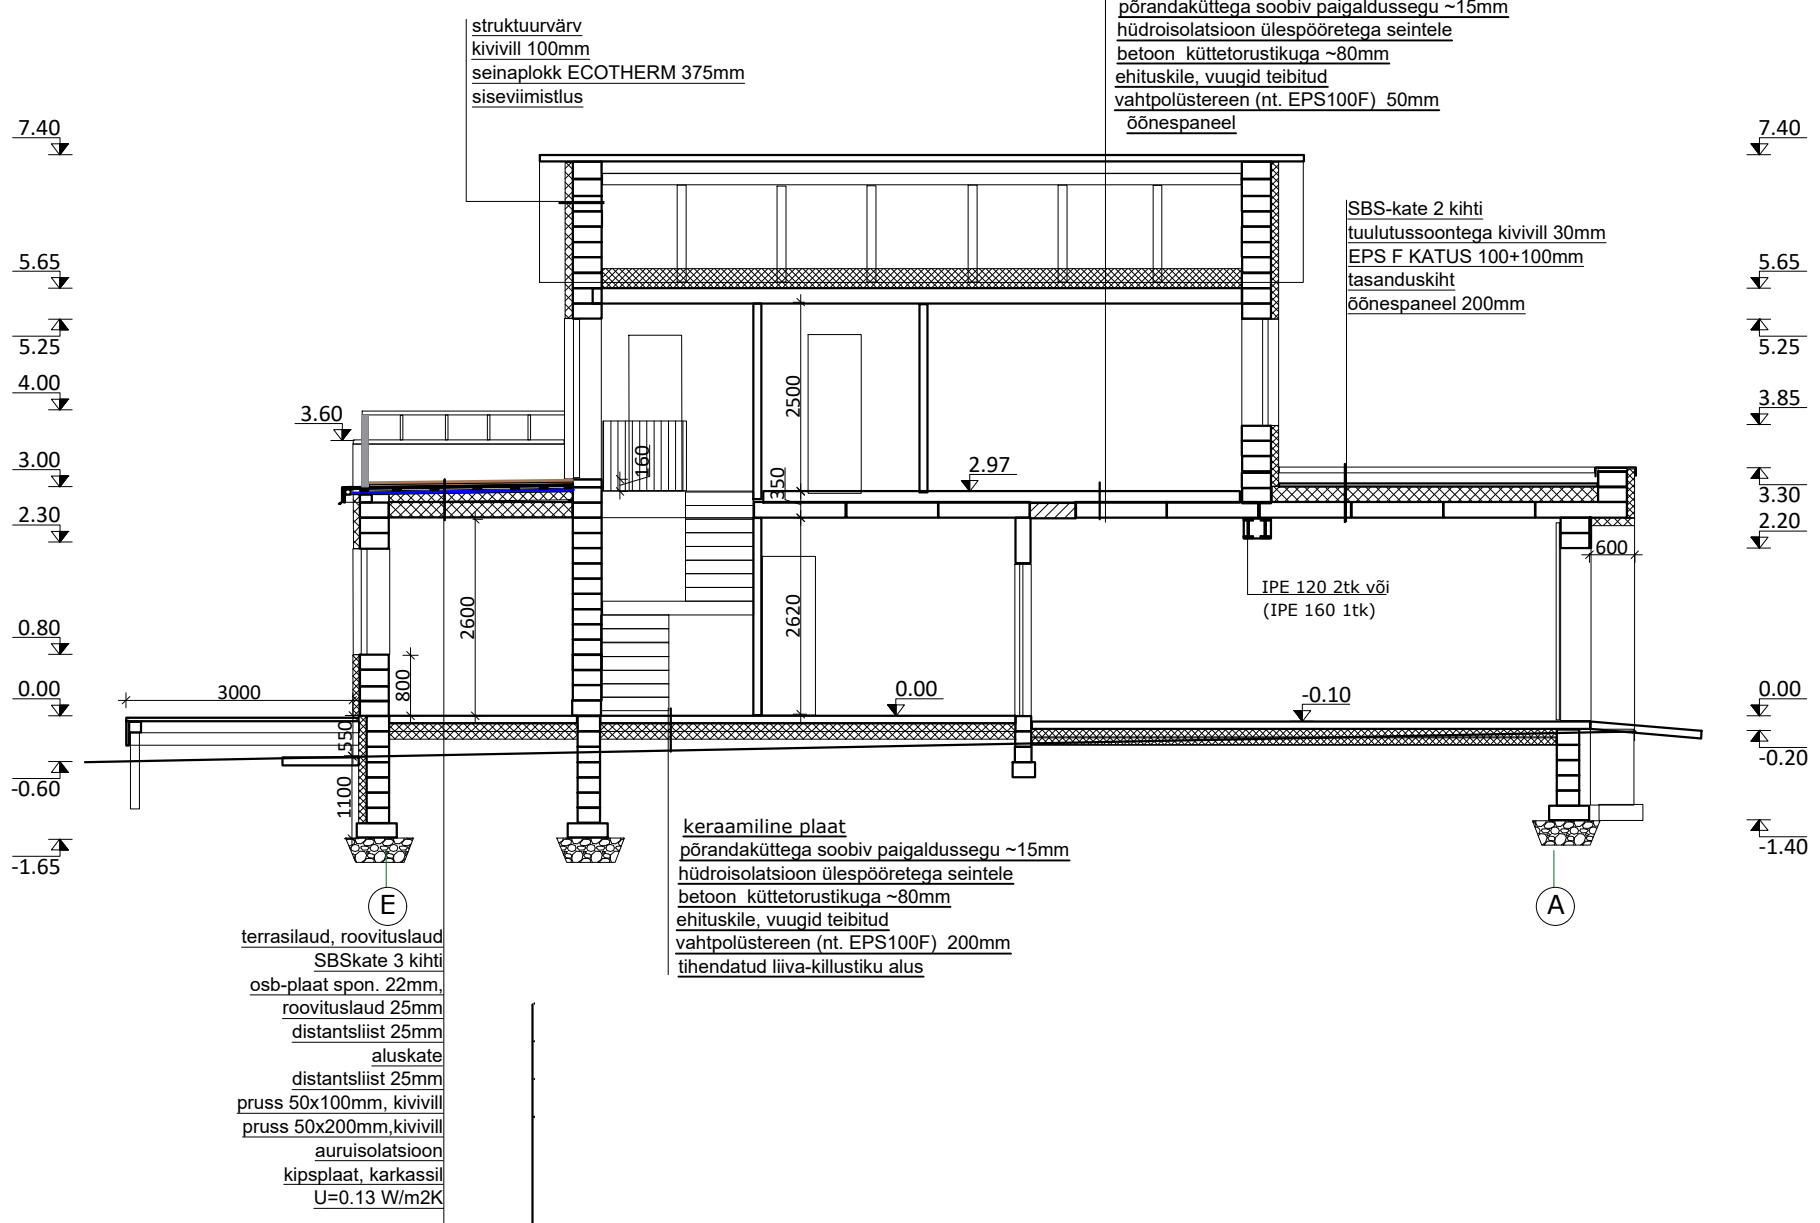 struktuurvärv
kivivill 100mm
seinaplokk ECOTHERM 375mm
siseviimistlus
põrandaküttega soobiv paigaldussegu ~15mm
hüdroisolatsioon ülespööretega seintele
betoon küttetorustikuga ~80mm
ehituskile, vuugid teibitud
vahtpolüstereen (nt. EPS100F) 50mm
õõnespaneel
SBS-kate 2 kihti
tuulutussoontega kivivill 30mm
EPS F KATUS 100+100mm
tasanduskiht
õõnespaneel 200mm
7.40
5.65
5.25
4.00
3.60
3.00
2.30
0.80
0.00
-0.60
-1.65
7.40
5.65
5.25
3.85
3.30
2.20
0.00
-0.20
-1.40
2500
160
350
2.97
600
IPE 120 2tk või
(IPE 160 1tk)
2600
2620
800
3000
0.00
-0.10
550
1100
E
A
keraamiline plaat
põrandaküttega soobiv paigaldussegu ~15mm
hüdroisolatsioon ülespööretega seintele
betoon küttetorustikuga ~80mm
ehituskile, vuugid teibitud
vahtpolüstereen (nt. EPS100F) 200mm
tihendatud liiva-killustiku alus
terrasilaud, roovituslaud
SBSkate 3 kihti
osb-plaat spon. 22mm,
roovituslaud 25mm
distantsliist 25mm
aluskate
distantsliist 25mm
pruss 50x100mm, kivivill
pruss 50x200mm,kivivill
auruisolatsioon
kipsplaat, karkassil
U=0.13 W/m2K